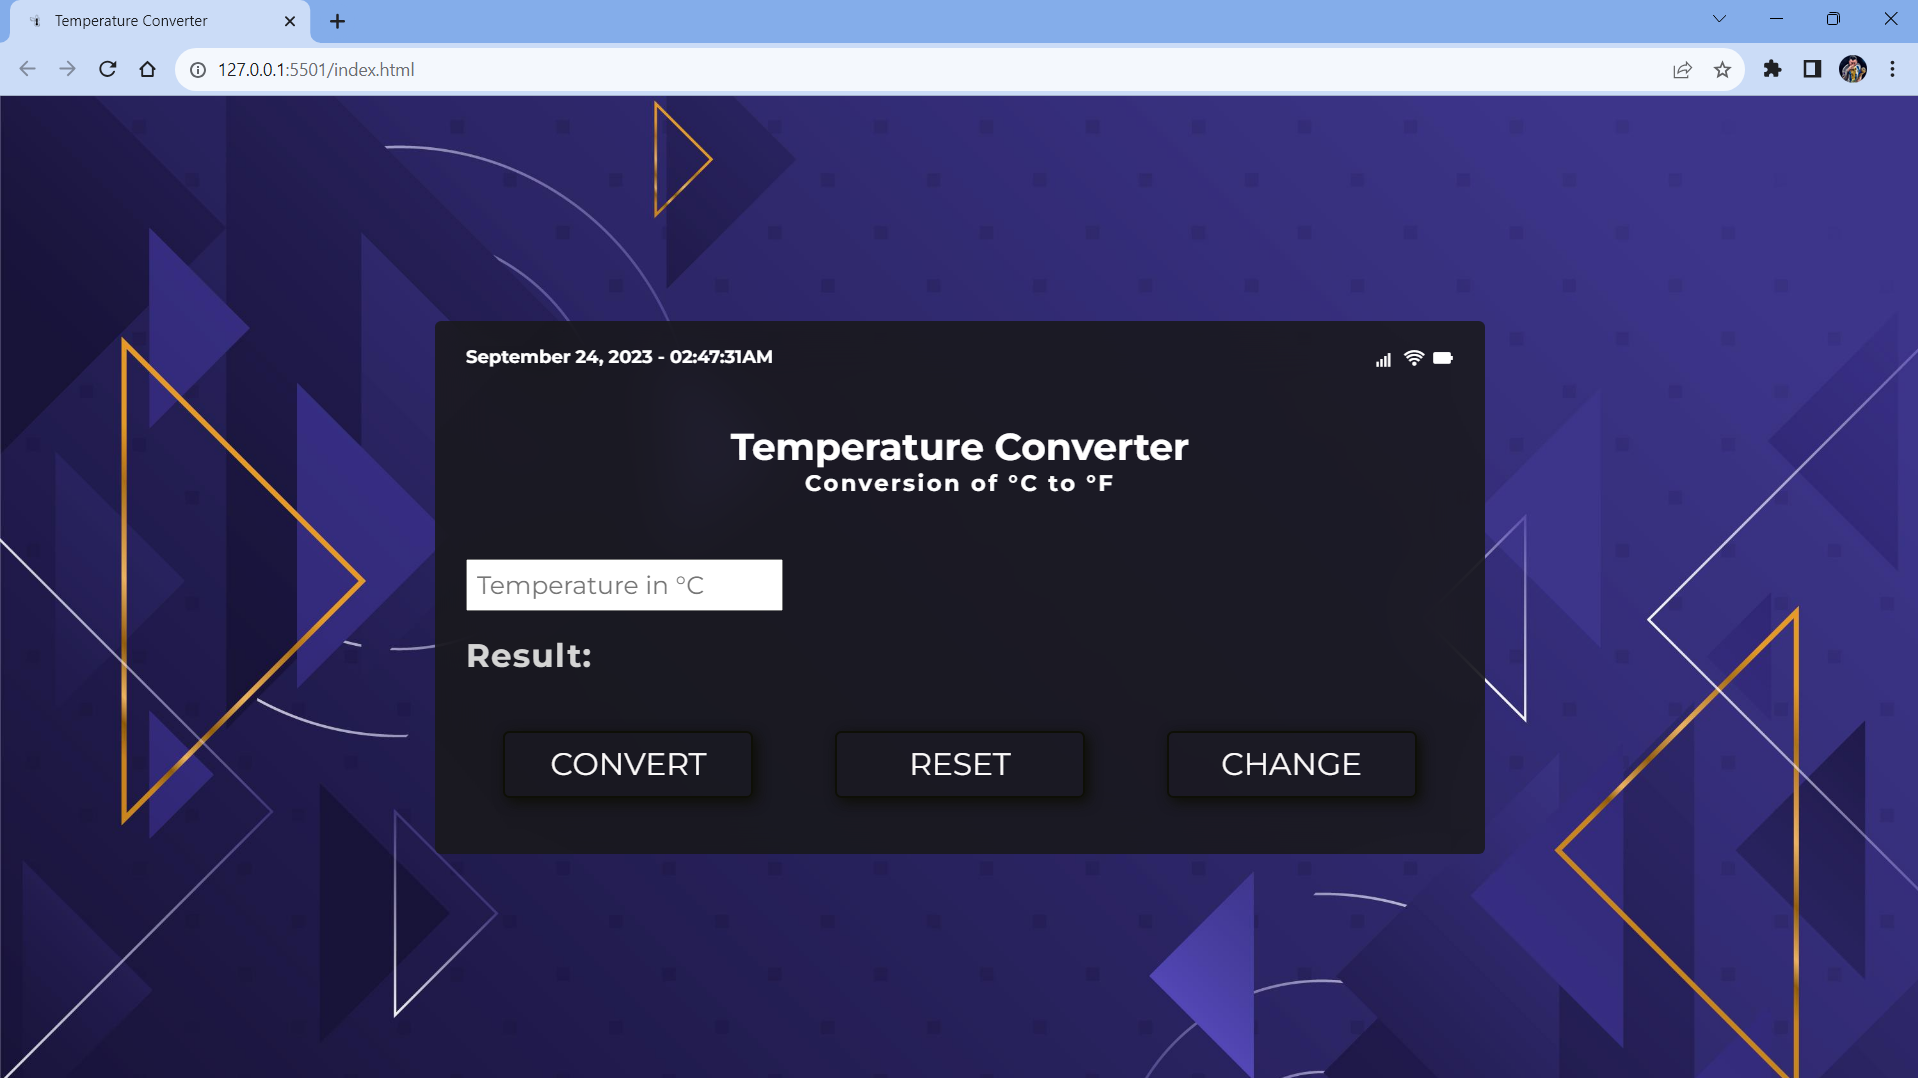 Temperature Converter
127.0.0.1:5501/index.html
September 24, 2023 - 02:47:31AM
Temperature Converter
Conversion of °C to °F
Temperature in °C
Result:
CONVERT RESET CHANGE